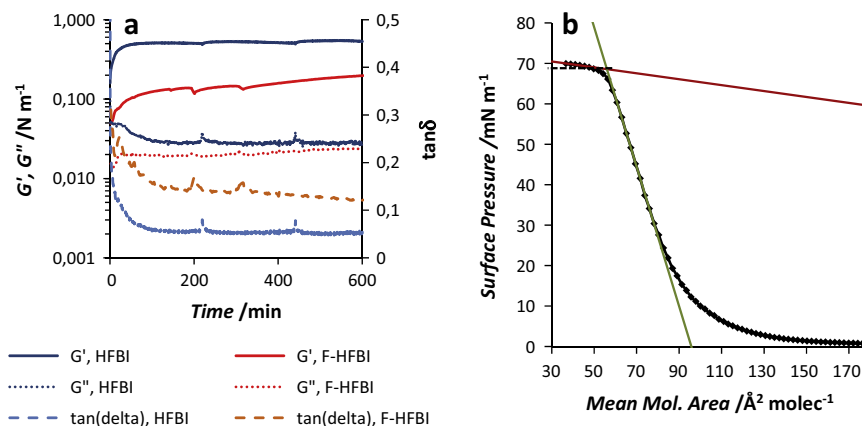 a
1,000
0,100
0,010
0,001
G', G" /N m-1
0,5
0,4
0,3
0,2
0,1
0
tanδ
0
200
400
600
Time /min
G', HFBI
G', F-HFBI
G", HFBI
G", F-HFBI
tan(delta), HFBI
tan(delta), F-HFBI
b
80
70
60
50
40
30
20
10
0
Surface Pressure /mN m-1
30
50
70
90
110
130
150
170
Mean Mol. Area /Å² molec-1